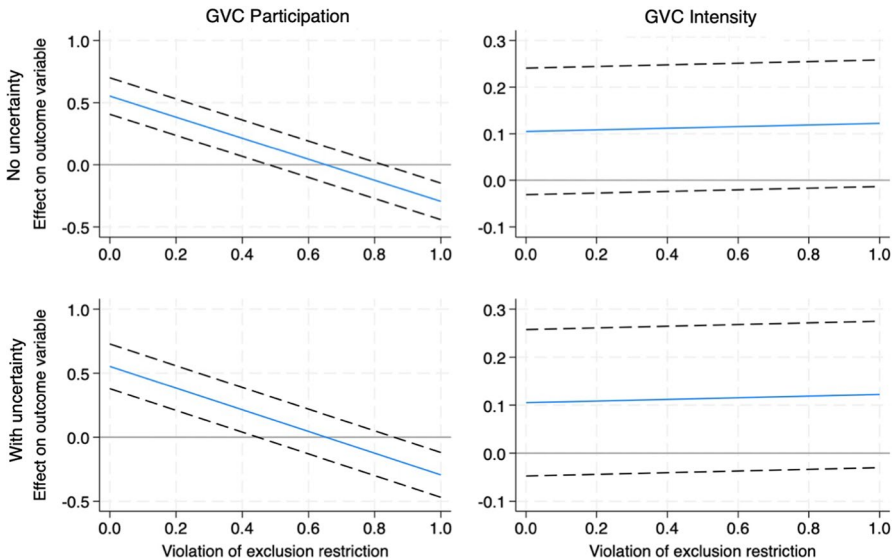 GVC Participation
GVC Intensity
No uncertainty
Effect on outcome variable
1.0
0.5
0.0
-0.5
0.0 0.2 0.4 0.6 0.8 1.0
0.3
0.2
0.1
0.0
-0.1
0.0 0.2 0.4 0.6 0.8 1.0
With uncertainty
Effect on outcome variable
1.0
0.5
0.0
-0.5
0.0 0.2 0.4 0.6 0.8 1.0
Violation of exclusion restriction
0.3
0.2
0.1
0.0
-0.1
0.0 0.2 0.4 0.6 0.8 1.0
Violation of exclusion restriction